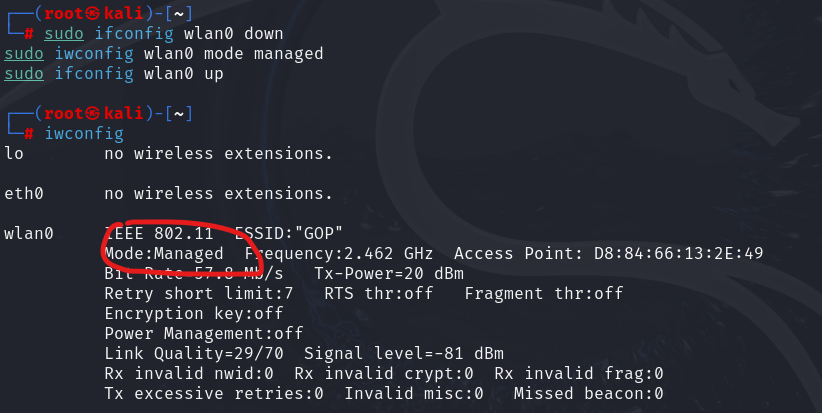 ┌──(root㉿kali)-[~]
└─# sudo ifconfig wlan0 down
sudo iwconfig wlan0 mode managed
sudo ifconfig wlan0 up
┌──(root㉿kali)-[~]
└─# iwconfig
lo        no wireless extensions.
eth0      no wireless extensions.
wlan0     IEEE 802.11  ESSID:"GOP"
          Mode:Managed  Frequency:2.462 GHz  Access Point: D8:84:66:13:2E:49
          Bit Rate=57.8 Mb/s   Tx-Power=20 dBm
          Retry short limit:7   RTS thr:off   Fragment thr:off
          Encryption key:off
          Power Management:off
          Link Quality=29/70  Signal level=-81 dBm
          Rx invalid nwid:0  Rx invalid crypt:0  Rx invalid frag:0
          Tx excessive retries:0  Invalid misc:0   Missed beacon:0